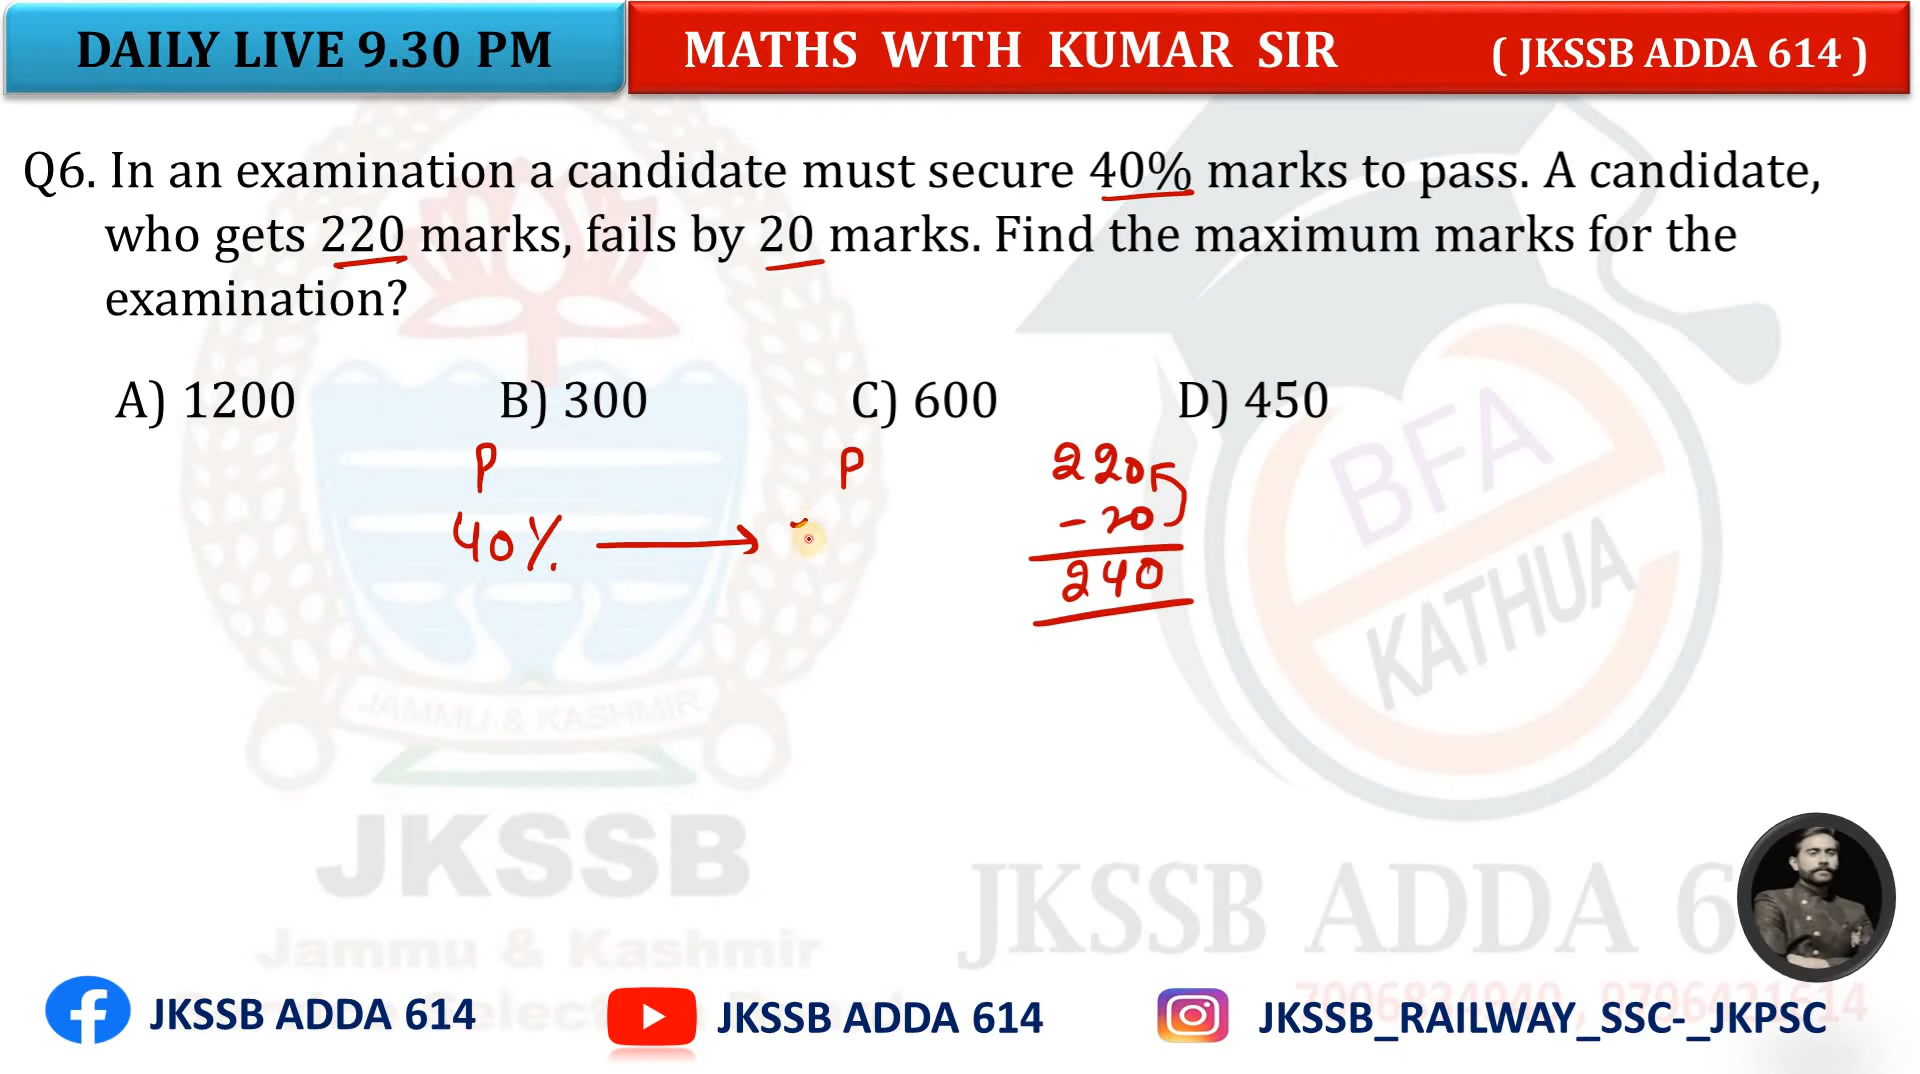 DAILY LIVE 9.30 PM
MATHS WITH KUMAR SIR ( JKSSB ADDA 614 )
Q6. In an examination a candidate must secure 40% marks to pass. A candidate,
who gets 220 marks, fails by 20 marks. Find the maximum marks for the
examination?
A) 1200 B) 300 C) 600 D) 450
P P
40%
220
- 20
240
BFA
KATHUA
JAMMU & KASHMIR
JKSSB
Jammu & Kashmir
JKSSB ADDA 6
JKSSB ADDA 614
JKSSB ADDA 614
JKSSB_RAILWAY_SSC-_JKPSC